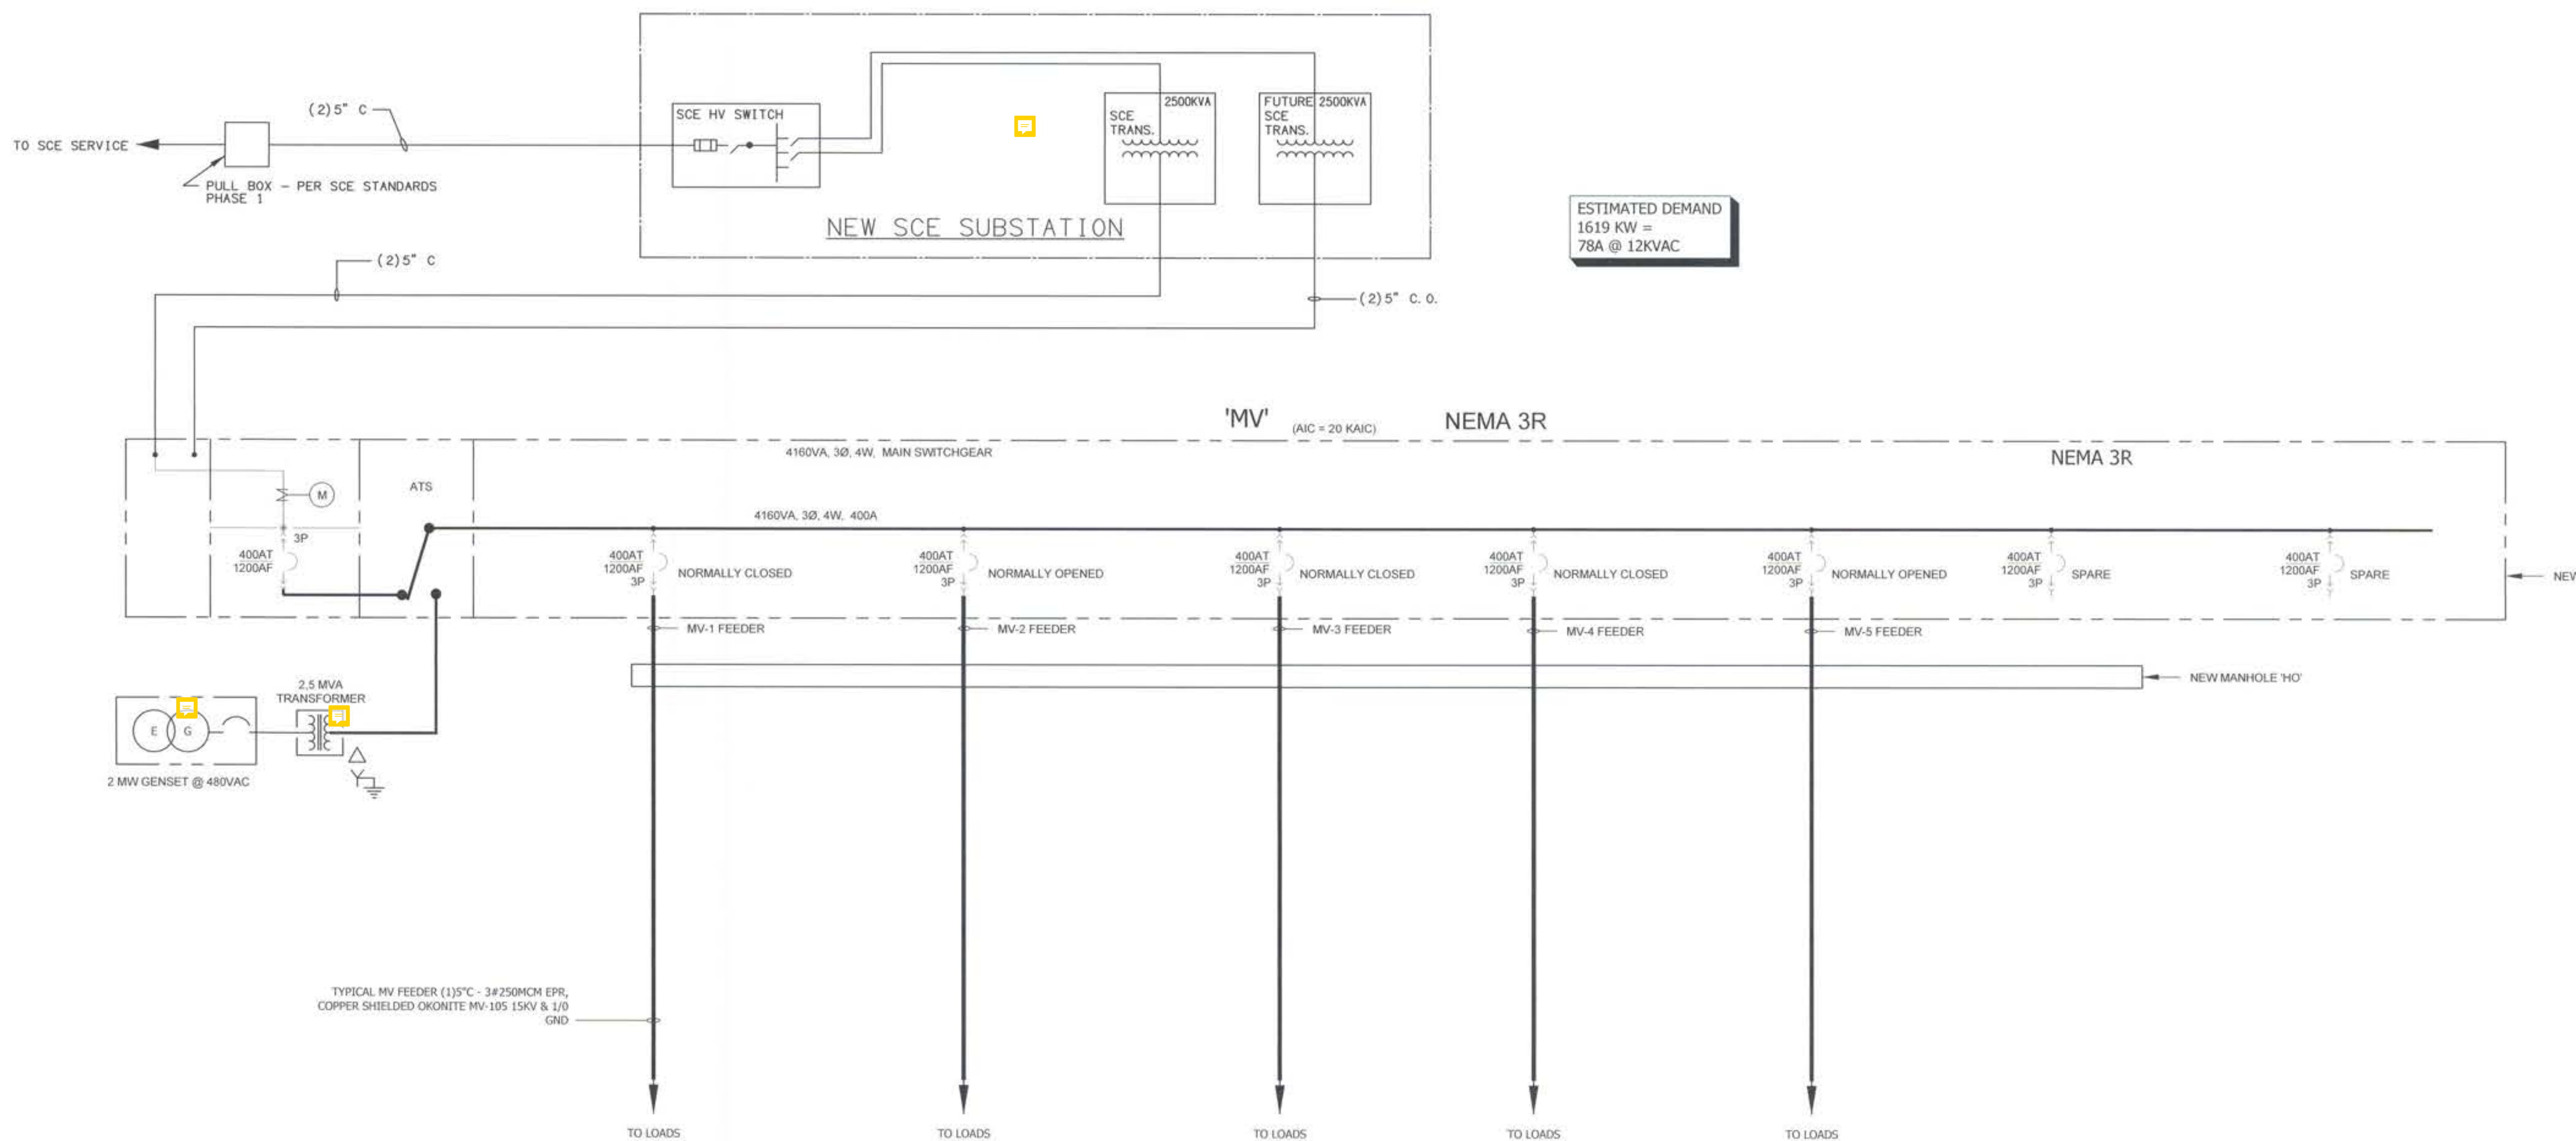 (2)5" C
TO SCE SERVICE
PULL BOX - PER SCE STANDARDS
PHASE 1
SCE HV SWITCH
2500KVA
SCE
TRANS.
FUTURE 2500KVA
SCE
TRANS.
NEW SCE SUBSTATION
ESTIMATED DEMAND
1619 KW =
78A @ 12KVAC
(2)5" C
(2)5" C.O.
'MV' (AIC = 20 KAIC) NEMA 3R
4160VA, 3Ø, 4W, MAIN SWITCHGEAR
NEMA 3R
ATS
M
4160VA, 3Ø, 4W, 400A
3P
400AT
1200AF
400AT
1200AF
3P
NORMALLY CLOSED
400AT
1200AF
3P
NORMALLY OPENED
400AT
1200AF
3P
NORMALLY CLOSED
400AT
1200AF
3P
NORMALLY CLOSED
400AT
1200AF
3P
NORMALLY OPENED
400AT
1200AF
3P
SPARE
400AT
1200AF
3P
SPARE
NEW
MV-1 FEEDER
MV-2 FEEDER
MV-3 FEEDER
MV-4 FEEDER
MV-5 FEEDER
NEW MANHOLE 'HO'
2,5 MVA
TRANSFORMER
E
G
2 MW GENSET @ 480VAC
TYPICAL MV FEEDER (1)5"C - 3#250MCM EPR,
COPPER SHIELDED OKONITE MV-105 15KV & 1/0
GND
TO LOADS
TO LOADS
TO LOADS
TO LOADS
TO LOADS